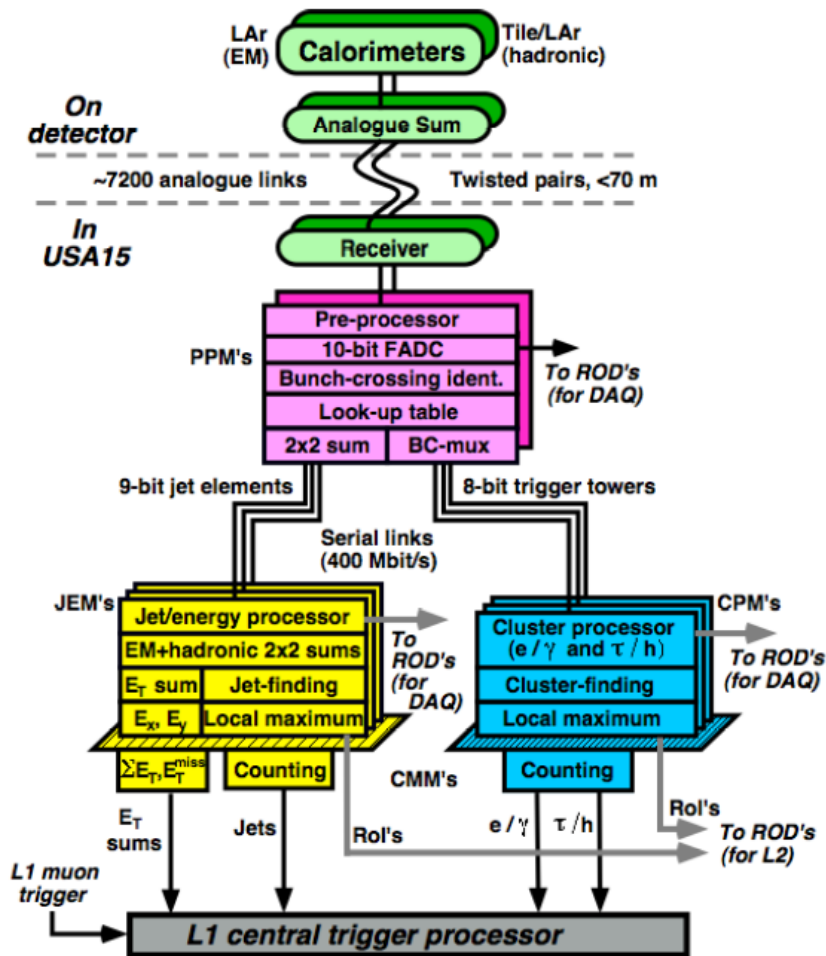 LAr
(EM)
Calorimeters
Tile/LAr
(hadronic)
On
detector
Analogue Sum
~7200 analogue links
Twisted pairs, <70 m
In
USA15
Receiver
PPM's
Pre-processor
10-bit FADC
Bunch-crossing ident.
Look-up table
2x2 sum
BC-mux
To ROD's
(for DAQ)
9-bit jet elements
8-bit trigger towers
Serial links
(400 Mbit/s)
JEM's
Jet/energy processor
EM+hadronic 2x2 sums
E_T sum
Jet-finding
E_x, E_y
Local maximum
ΣE_T, E_T^miss
Counting
To
ROD's
(for
DAQ)
CPM's
Cluster processor
(e / γ and τ / h)
Cluster-finding
Local maximum
Counting
To ROD's
(for DAQ)
CMM's
E_T
sums
Jets
RoI's
e / γ
τ / h
RoI's
To ROD's
(for L2)
L1 muon
trigger
L1 central trigger processor